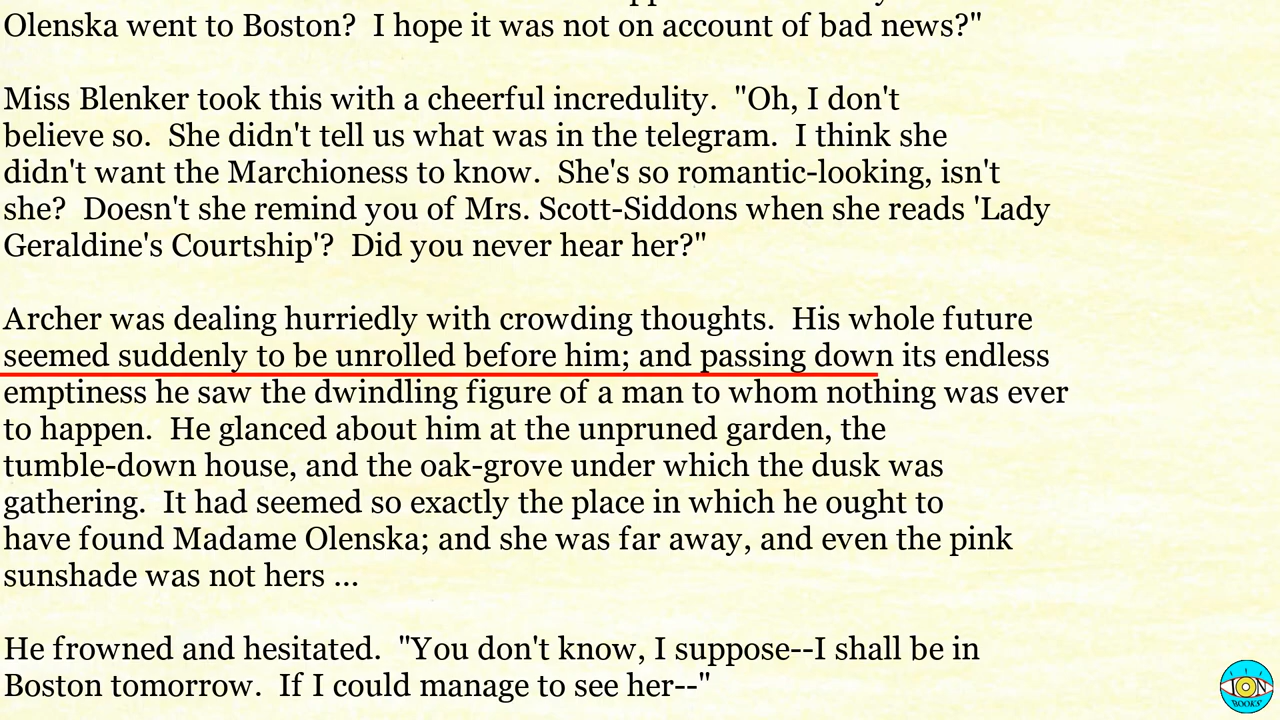 Olenska went to Boston?  I hope it was not on account of bad news?"
Miss Blenker took this with a cheerful incredulity.  "Oh, I don't
believe so.  She didn't tell us what was in the telegram.  I think she
didn't want the Marchioness to know.  She's so romantic-looking, isn't
she?  Doesn't she remind you of Mrs. Scott-Siddons when she reads 'Lady
Geraldine's Courtship'?  Did you never hear her?"
Archer was dealing hurriedly with crowding thoughts.  His whole future
seemed suddenly to be unrolled before him; and passing down its endless
emptiness he saw the dwindling figure of a man to whom nothing was ever
to happen.  He glanced about him at the unpruned garden, the
tumble-down house, and the oak-grove under which the dusk was
gathering.  It had seemed so exactly the place in which he ought to
have found Madame Olenska; and she was far away, and even the pink
sunshade was not hers ...
He frowned and hesitated.  "You don't know, I suppose--I shall be in
Boston tomorrow.  If I could manage to see her--"
ION
BOOKS